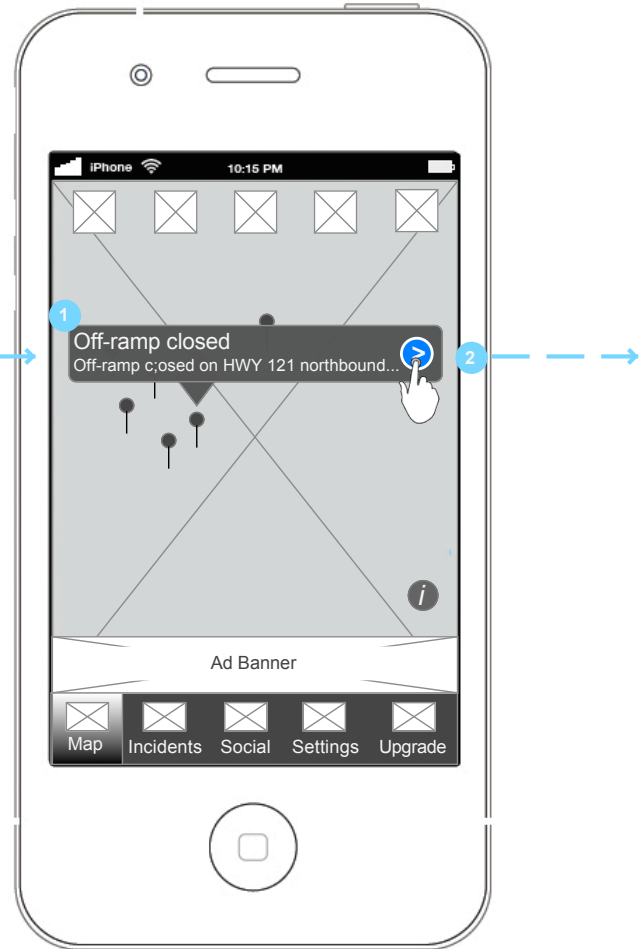 iPhone 10:15 PM
1
Off-ramp closed
Off-ramp c;osed on HWY 121 northbound...
>
2
i
Ad Banner
Map Incidents Social Settings Upgrade